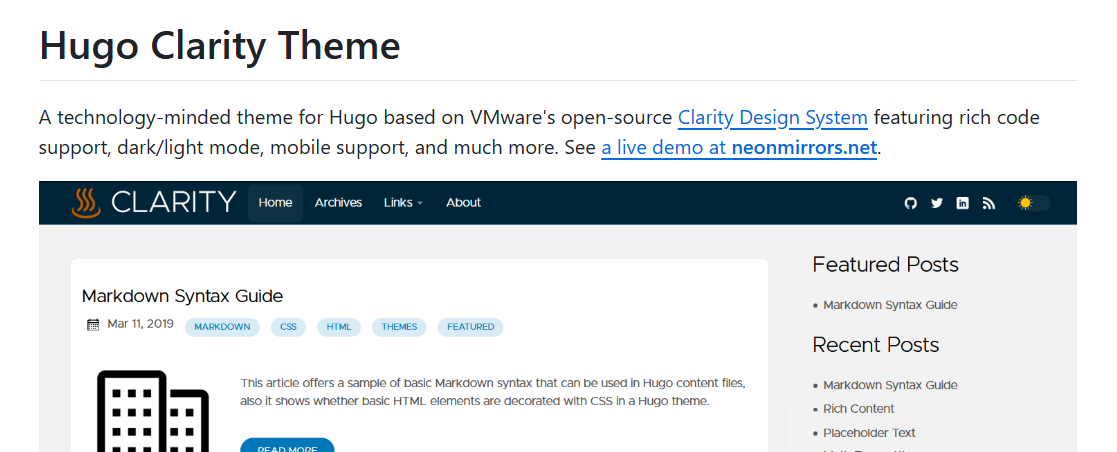 Hugo Clarity Theme
A technology-minded theme for Hugo based on VMware's open-source Clarity Design System featuring rich code
support, dark/light mode, mobile support, and much more. See a live demo at neonmirrors.net.
CLARITY Home Archives Links About
Markdown Syntax Guide
Mar 11, 2019 MARKDOWN CSS HTML THEMES FEATURED
This article offers a sample of basic Markdown syntax that can be used in Hugo content files,
also it shows whether basic HTML elements are decorated with CSS in a Hugo theme.
READ MORE
Featured Posts
Markdown Syntax Guide
Recent Posts
Markdown Syntax Guide
Rich Content
Placeholder Text